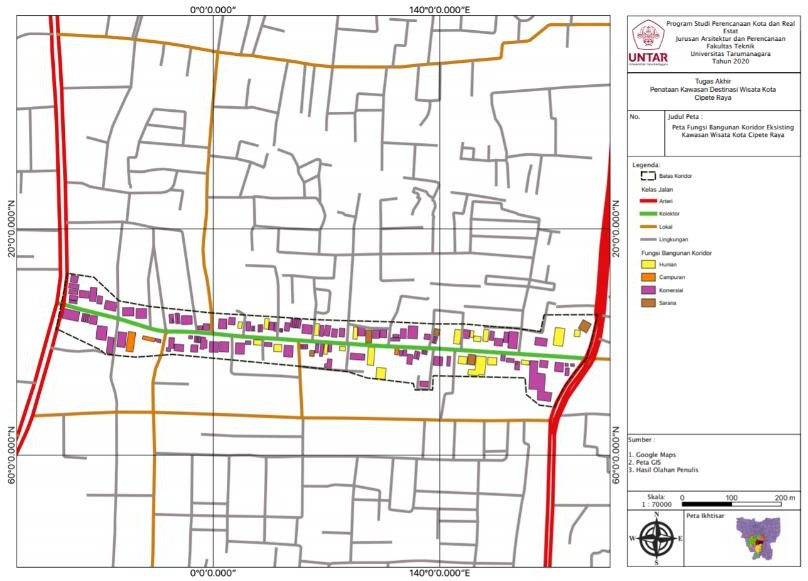 0°0'0.000"
140°0'0.000"E
20°0'0.000"N
20°0'0.000"N
60°0'0.000"N
60°0'0.000"N
0°0'0.000"
140°0'0.000"E
UNTAR
Universitas Tarumanagara
Program Studi Perencanaan Kota dan Real
Estat
Jurusan Arsitektur dan Perencanaan
Fakultas Teknik
Universitas Tarumanagara
Tahun 2020
Tugas Akhir
Penataan Kawasan Destinasi Wisata Kota
Cipete Raya
No.
Judul Peta :
Peta Fungsi Bangunan Koridor Eksisting
Kawasan Wisata Kota Cipete Raya
Legenda:
Batas Koridor
Kelas Jalan
Arteri
Kolektor
Lokal
Lingkungan
Fungsi Bangunan Koridor
Hunian
Campuran
Komersial
Sarana
Sumber :
1. Google Maps
2. Peta GIS
3. Hasil Olahan Penulis
Skala:
1 : 70000
0 100 200 m
N
W E
S
Peta Ikhtisar